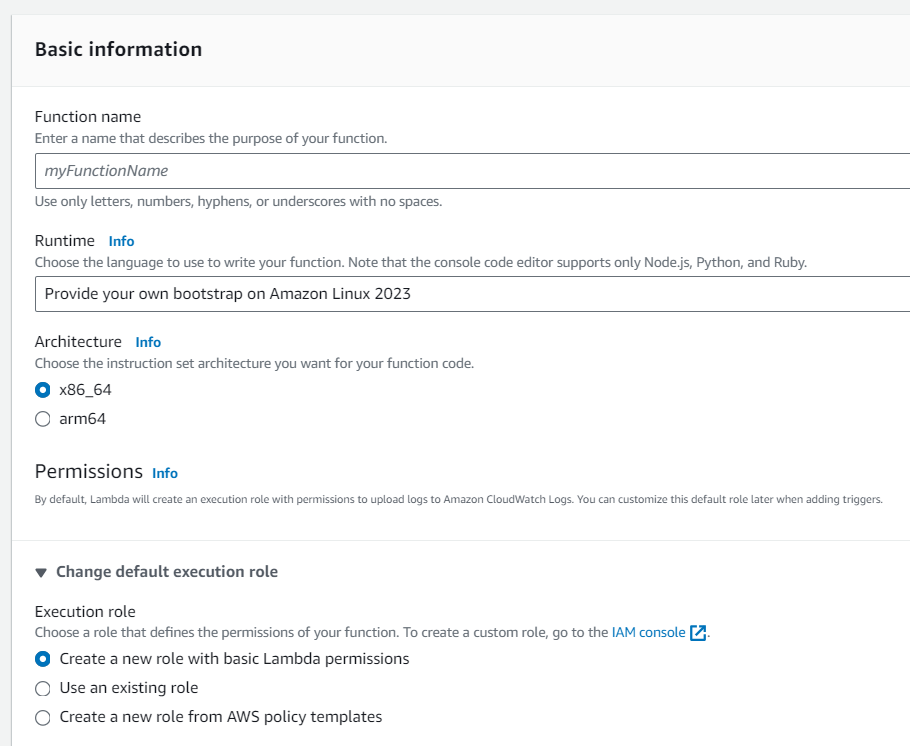 Basic information
Function name
Enter a name that describes the purpose of your function.
myFunctionName
Use only letters, numbers, hyphens, or underscores with no spaces.
Runtime Info
Choose the language to use to write your function. Note that the console code editor supports only Node.js, Python, and Ruby.
Provide your own bootstrap on Amazon Linux 2023
Architecture Info
Choose the instruction set architecture you want for your function code.
x86_64
arm64
Permissions Info
By default, Lambda will create an execution role with permissions to upload logs to Amazon CloudWatch Logs. You can customize this default role later when adding triggers.
Change default execution role
Execution role
Choose a role that defines the permissions of your function. To create a custom role, go to the IAM console.
Create a new role with basic Lambda permissions
Use an existing role
Create a new role from AWS policy templates